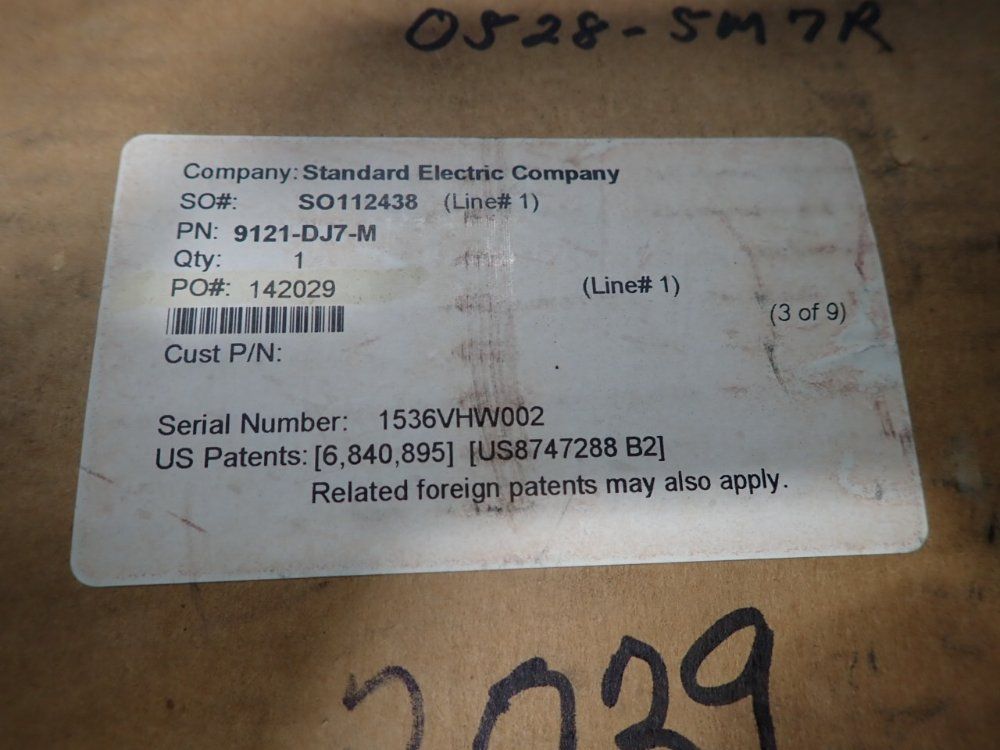 0528-5M7R
Company: Standard Electric Company
SO#: SO112438 (Line# 1)
PN: 9121-DJ7-M
Qty: 1
PO#: 142029 (Line# 1)
(3 of 9)
Cust P/N:
Serial Number: 1536VHW002
US Patents: [6,840,895] [US8747288 B2]
Related foreign patents may also apply.